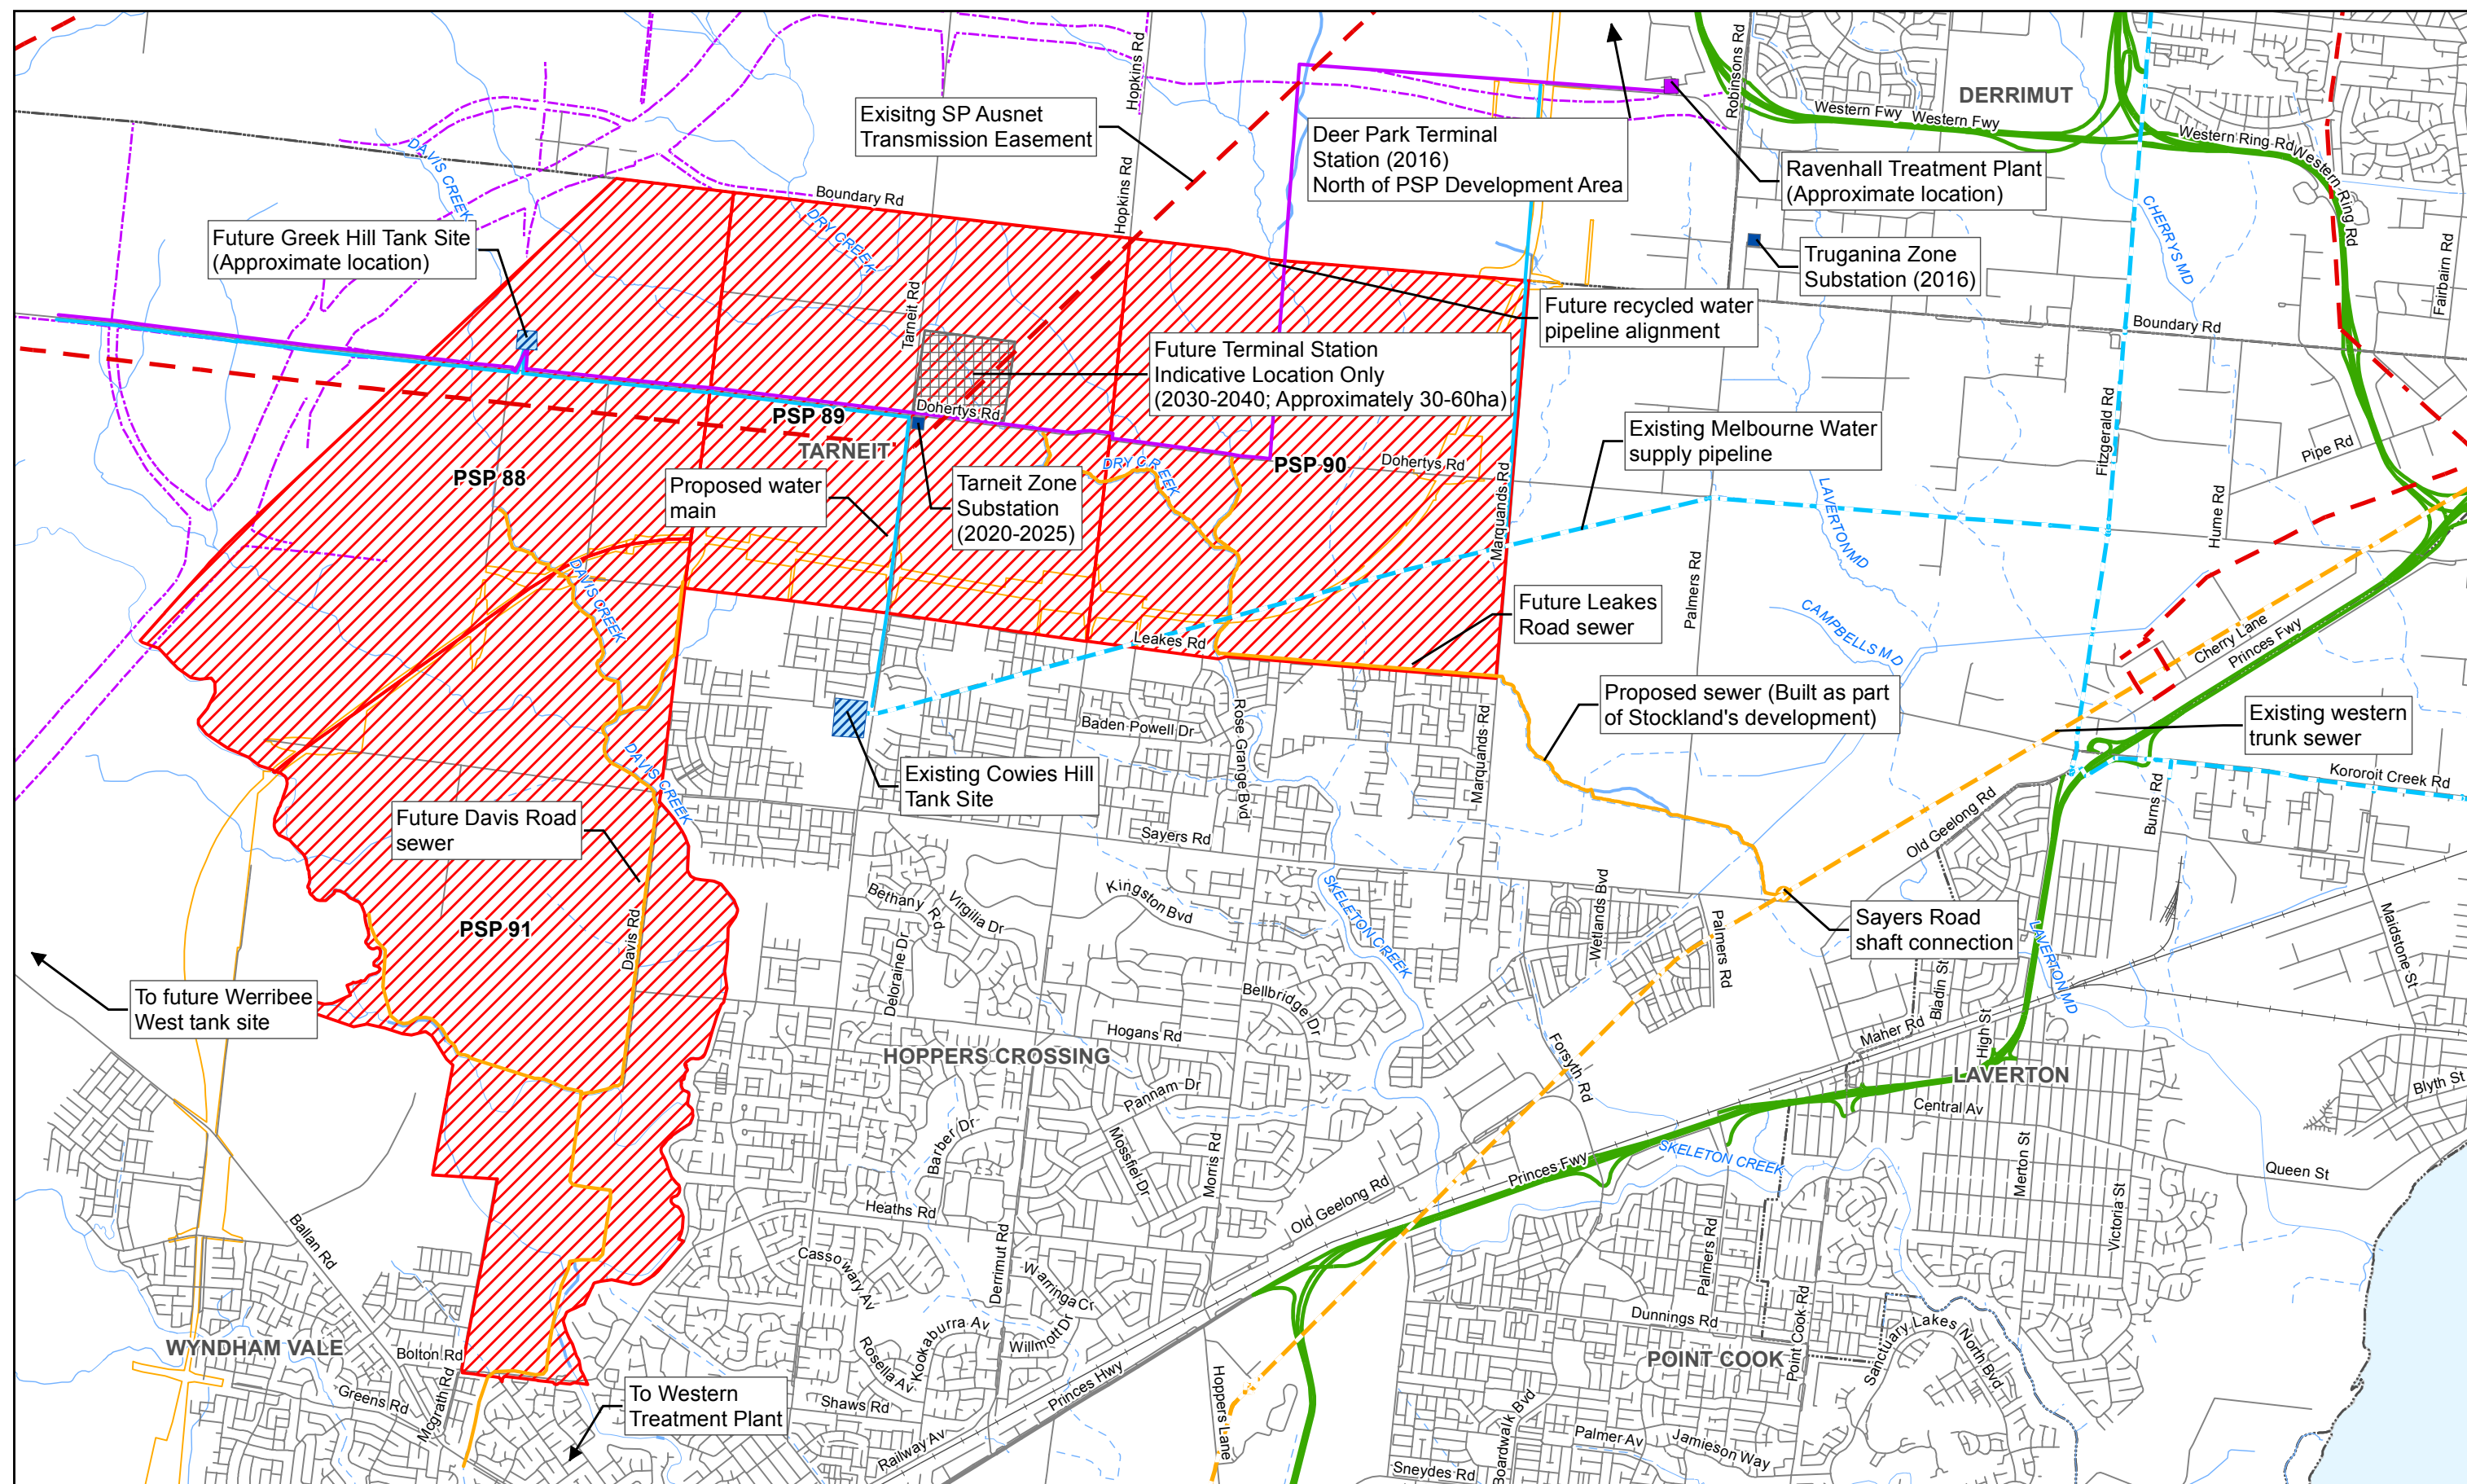 Hopkins Rd
Robinsons Rd
DERRIMUT
Exisitng SP Ausnet
Transmission Easement
Western Fwy
Western Fwy
Western Ring Rd
Western Ring Rd
Deer Park Terminal
Station (2016)
North of PSP Development Area
Ravenhall Treatment Plant
(Approximate location)
DAVIS CREEK
Boundary Rd
Hopkins Rd
DRY CREEK
CHERRYS MD
Fairbairn Rd
Future Greek Hill Tank Site
(Approximate location)
Truganina Zone
Substation (2016)
Tarneit Rd
Future recycled water
pipeline alignment
Boundary Rd
Future Terminal Station
Indicative Location Only
(2030-2040; Approximately 30-60ha)
Fitzgerald Rd
Dohertys Rd
PSP 89
TARNEIT
Existing Melbourne Water
supply pipeline
Pipe Rd
PSP 88
DRY CREEK
PSP 90
Dohertys Rd
Proposed water
main
Tarneit Zone
Substation
(2020-2025)
Marquands Rd
LAVERTON MD
Hume Rd
DAVIS CREEK
Palmers Rd
Future Leakes
Road sewer
CAMPBELLS MD
Leakes Rd
Cherry Lane
Princes Fwy
Proposed sewer (Built as part
of Stockland's development)
Existing western
trunk sewer
Baden Powell Dr
Rose Grange Bvd
Marquands Rd
DAVIS CREEK
Existing Cowies Hill
Tank Site
Kororoit Creek Rd
Burns Rd
Future Davis Road
sewer
Sayers Rd
Old Geelong Rd
Bethany Rd
Virgilia Dr
Kingston Bvd
SKELETON CREEK
Wetlands Bvd
Palmers Rd
Sayers Road
shaft connection
PSP 91
Davis Rd
Deloraine Dr
LAVERTON MD
Maidstone St
To future Werribee
West tank site
Bellbridge Dr
Bladin St
Hogans Rd
Maher Rd
High St
HOPPERS CROSSING
Forsyth Rd
LAVERTON
Blyth St
Pannam Dr
Central Av
Barber Dr
Mossfiel Dr
Morris Rd
SKELETON CREEK
Princes Fwy
Merton St
Queen St
Heaths Rd
Old Geelong Rd
Victoria St
Ballan Rd
Cassowary Av
Derrimut Rd
Warringa Cr
Palmers Rd
Point Cook Rd
Dunnings Rd
WYNDHAM VALE
Bolton Rd
Kookaburra Av
Willmott Dr
Rosella Av
Sanctuary Lakes North Bvd
POINT COOK
Greens Rd
Mcgrath Rd
To Western
Treatment Plant
Shaws Rd
Princes Hwy
Hoppers Lane
Boardwalk Bvd
Railway Av
Palmer Av
Jamieson Way
Sneydes Rd